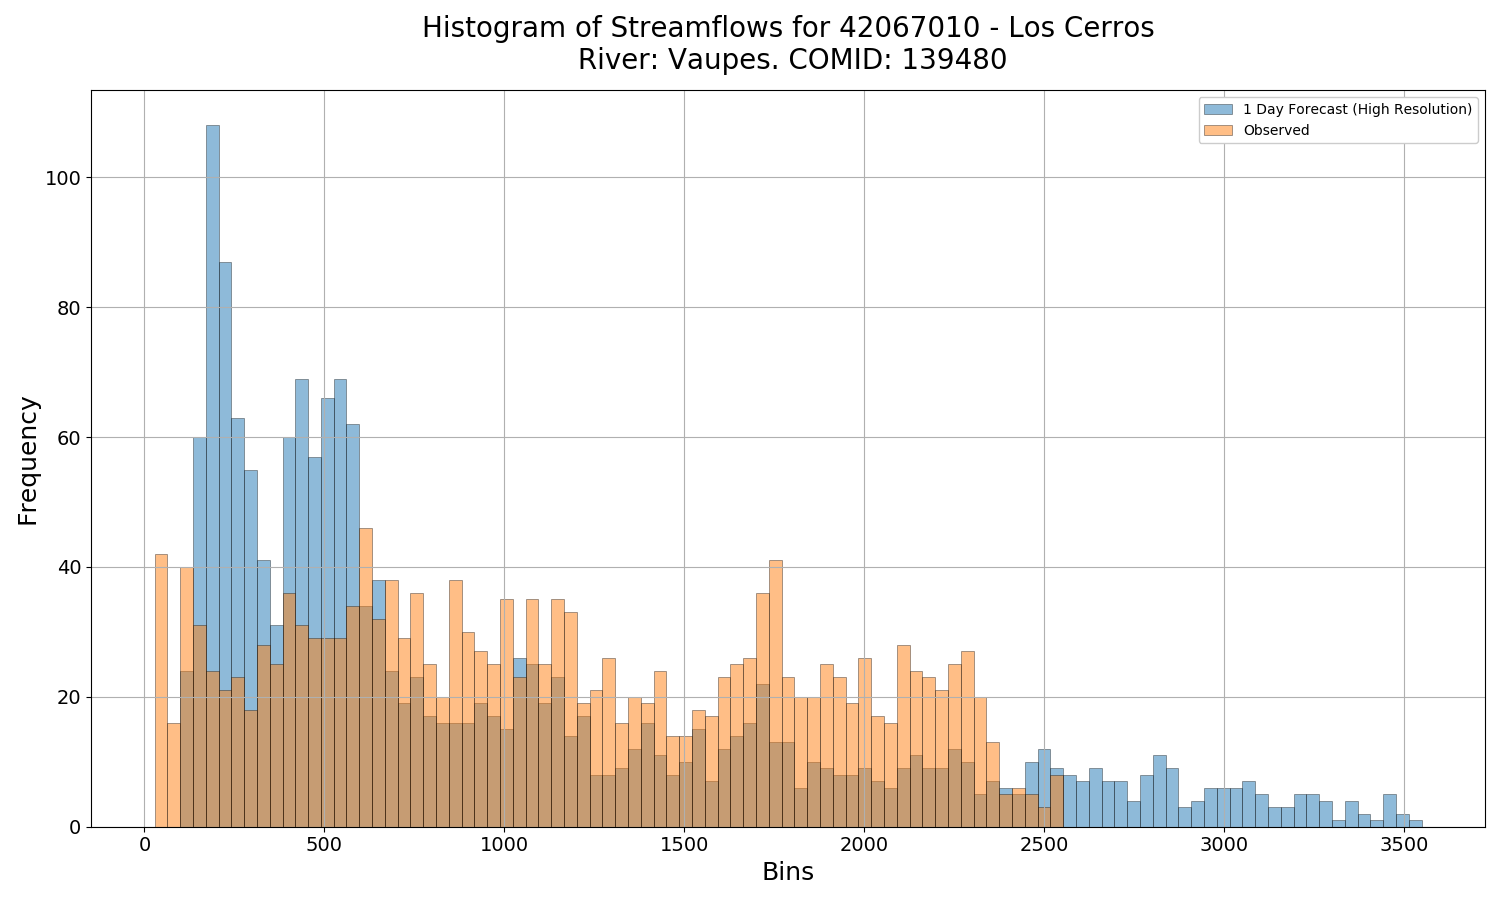 Histogram of Streamflows for 42067010 - Los Cerros
River: Vaupes. COMID: 139480
1 Day Forecast (High Resolution)
Observed
Frequency
100
80
60
40
20
0
0 500 1000 1500 2000 2500 3000 3500
Bins